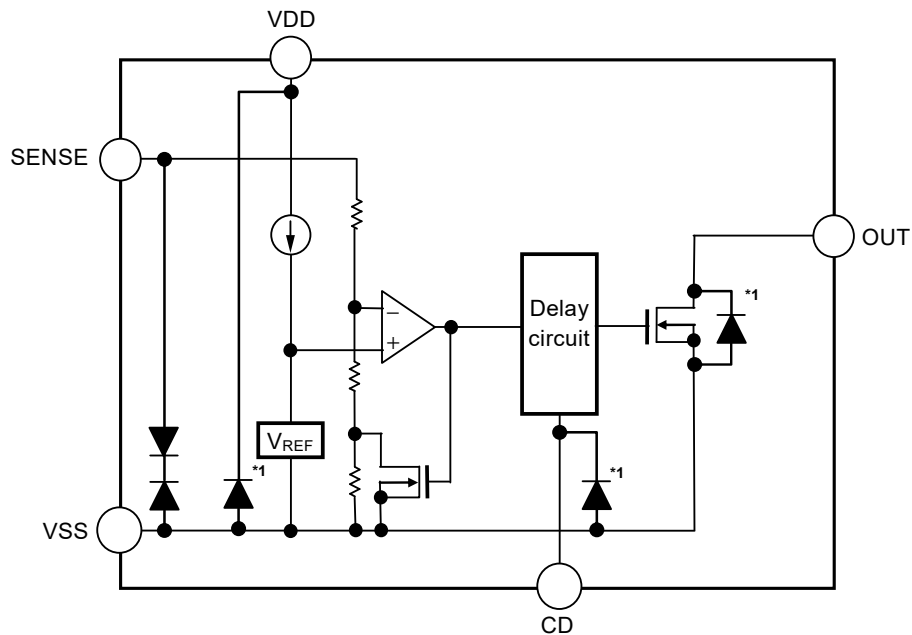 VDD
SENSE
OUT
*1
−
+
Delay
circuit
VREF
*1
*1
VSS
CD